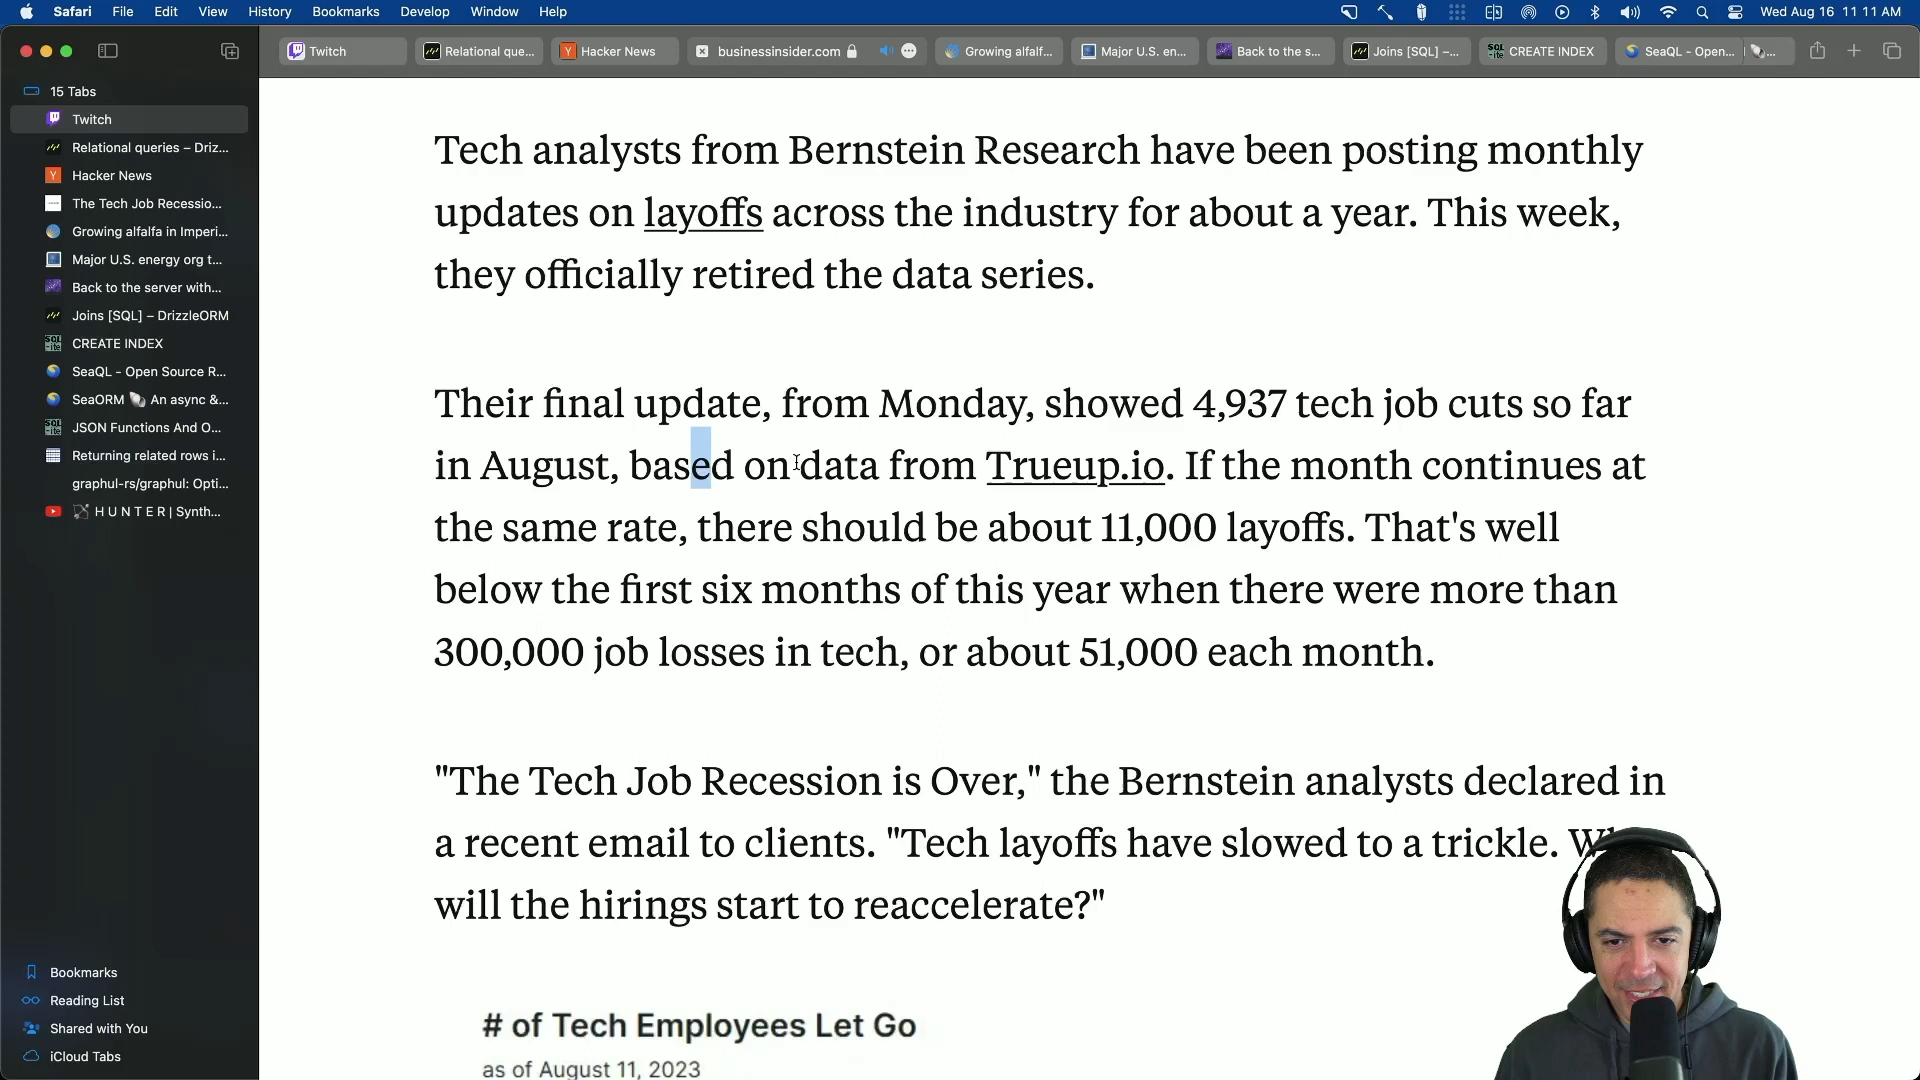 Safari File Edit View History Bookmarks Develop Window Help Wed Aug 16 11 11 AM
Twitch
Relational que...
Hacker News
businessinsider.com
Growing alfalf...
Major U.S. en...
Back to the s...
Joins [SQL] –...
CREATE INDEX
SeaQL - Open...
15 Tabs
Twitch
Relational queries – Driz...
Hacker News
The Tech Job Recessio...
Growing alfalfa in Imperi...
Major U.S. energy org t...
Back to the server with...
Joins [SQL] – DrizzleORM
CREATE INDEX
SeaQL - Open Source R...
SeaORM 🐚 An async &...
JSON Functions And O...
Returning related rows i...
graphul-rs/graphul: Opti...
H U N T E R | Synth...
Bookmarks
Reading List
Shared with You
iCloud Tabs
Tech analysts from Bernstein Research have been posting monthly
updates on layoffs across the industry for about a year. This week,
they officially retired the data series.
Their final update, from Monday, showed 4,937 tech job cuts so far
in August, based on data from Trueup.io. If the month continues at
the same rate, there should be about 11,000 layoffs. That's well
below the first six months of this year when there were more than
300,000 job losses in tech, or about 51,000 each month.
"The Tech Job Recession is Over," the Bernstein analysts declared in
a recent email to clients. "Tech layoffs have slowed to a trickle.
will the hirings start to reaccelerate?"
# of Tech Employees Let Go
as of August 11, 2023